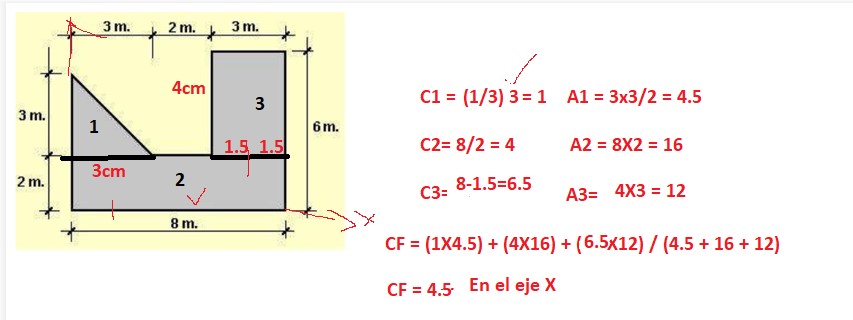 3 m. 2 m. 3 m.
4cm
3
3 m.
1
6 m.
1.5 1.5
3cm
2 m.
2
8 m.
X
C1 = (1/3) 3 = 1 A1 = 3x3/2 = 4.5
C2= 8/2 = 4 A2 = 8X2 = 16
C3= 8-1.5=6.5 A3= 4X3 = 12
CF = (1X4.5) + (4X16) + (6.5X12) / (4.5 + 16 + 12)
CF = 4.5 En el eje X